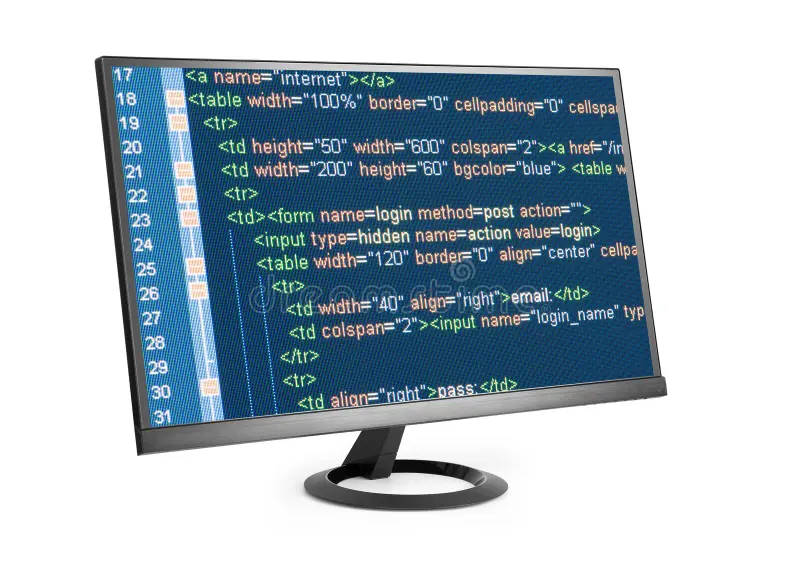 17 <a name="internet"></a>
18 <table width="100%" border="0" cellpadding="0" cellspa
19 <tr>
20 <td height="50" width="600" colspan="2"><a href="/in
21 <td width="200" height="60" bgcolor="blue"> <table w
22 <tr>
23 <td><form name=login method=post action="">
24 <input type=hidden name=action value=login>
25 <table width="120" border="0" align="center" cellpa
26 <tr>
27 <td width="40" align="right">email:</td>
28 <td colspan="2"><input name="login_name" typ
29 </tr>
30 <tr>
31 <td align="right">pass:</td>
dreamstime